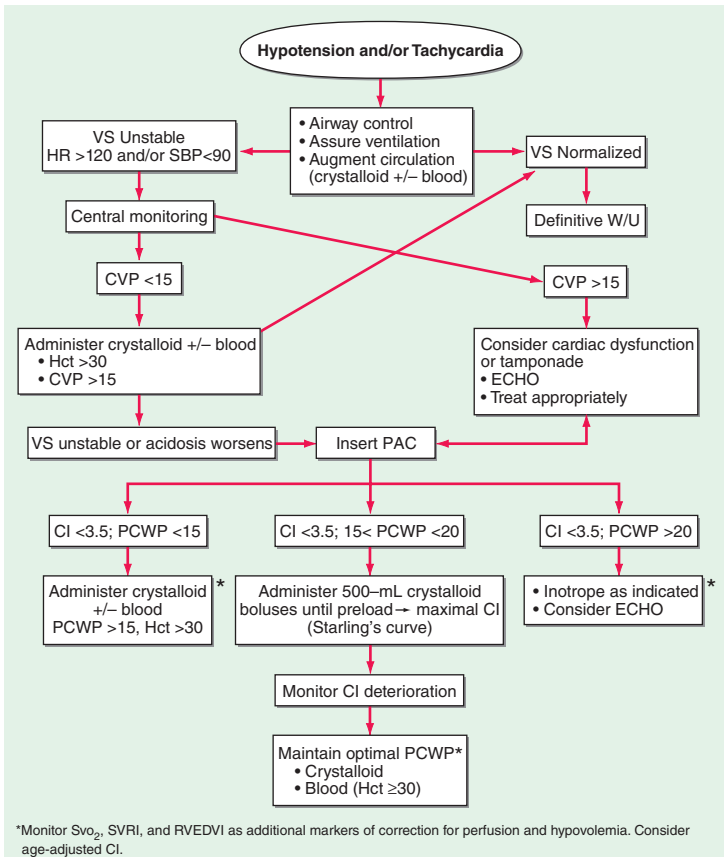 Hypotension and/or Tachycardia
VS Unstable
HR >120 and/or SBP<90
• Airway control
• Assure ventilation
• Augment circulation
(crystalloid +/– blood)
VS Normalized
Central monitoring
Definitive W/U
CVP <15
CVP >15
Administer crystalloid +/– blood
• Hct >30
• CVP >15
Consider cardiac dysfunction
or tamponade
• ECHO
• Treat appropriately
VS unstable or acidosis worsens
Insert PAC
CI <3.5; PCWP <15
CI <3.5; 15< PCWP <20
CI <3.5; PCWP >20
Administer crystalloid
+/– blood
PCWP >15, Hct >30
*
Administer 500–mL crystalloid
boluses until preload→ maximal CI
(Starling's curve)
• Inotrope as indicated
• Consider ECHO
*
Monitor CI deterioration
Maintain optimal PCWP*
• Crystalloid
• Blood (Hct ≥30)
*Monitor Svo₂, SVRI, and RVEDVI as additional markers of correction for perfusion and hypovolemia. Consider
age-adjusted CI.